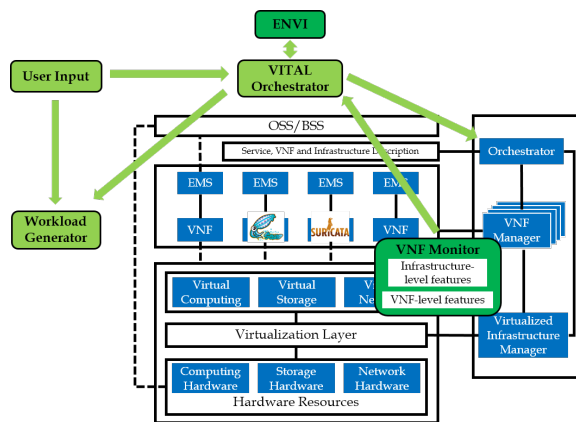 ENVI
User Input
VITAL
Orchestrator
OSS/BSS
Service, VNF and Infrastructure Description
Orchestrator
EMS
EMS
EMS
EMS
VNF
SURICATA
VNF
Workload
Generator
VNF
Manager
VNF Monitor
Infrastructure-
level features
VNF-level features
Virtual
Computing
Virtual
Storage
Virtualization Layer
Virtualized
Infrastructure
Manager
Computing
Hardware
Storage
Hardware
Network
Hardware
Hardware Resources